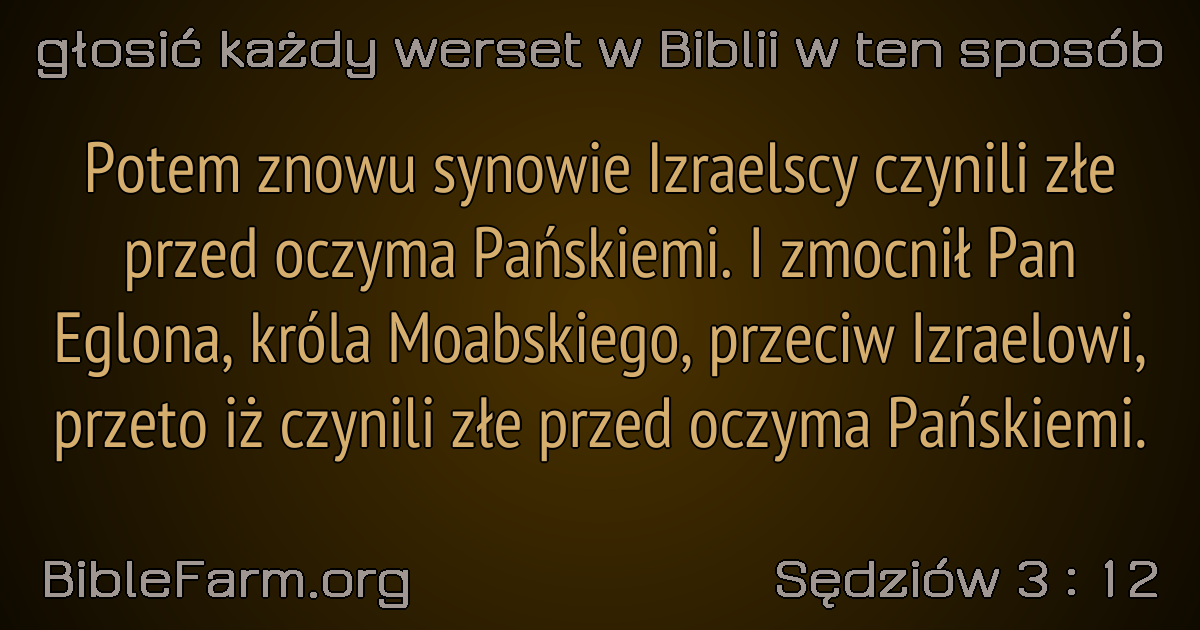 głosić każdy werset w Biblii w ten sposób
Potem znowu synowie Izraelscy czynili złe
przed oczyma Pańskiemi. I zmocnił Pan
Eglona, króla Moabskiego, przeciw Izraelowi,
przeto iż czynili złe przed oczyma Pańskiemi.
BibleFarm.org
Sędziów 3 : 12